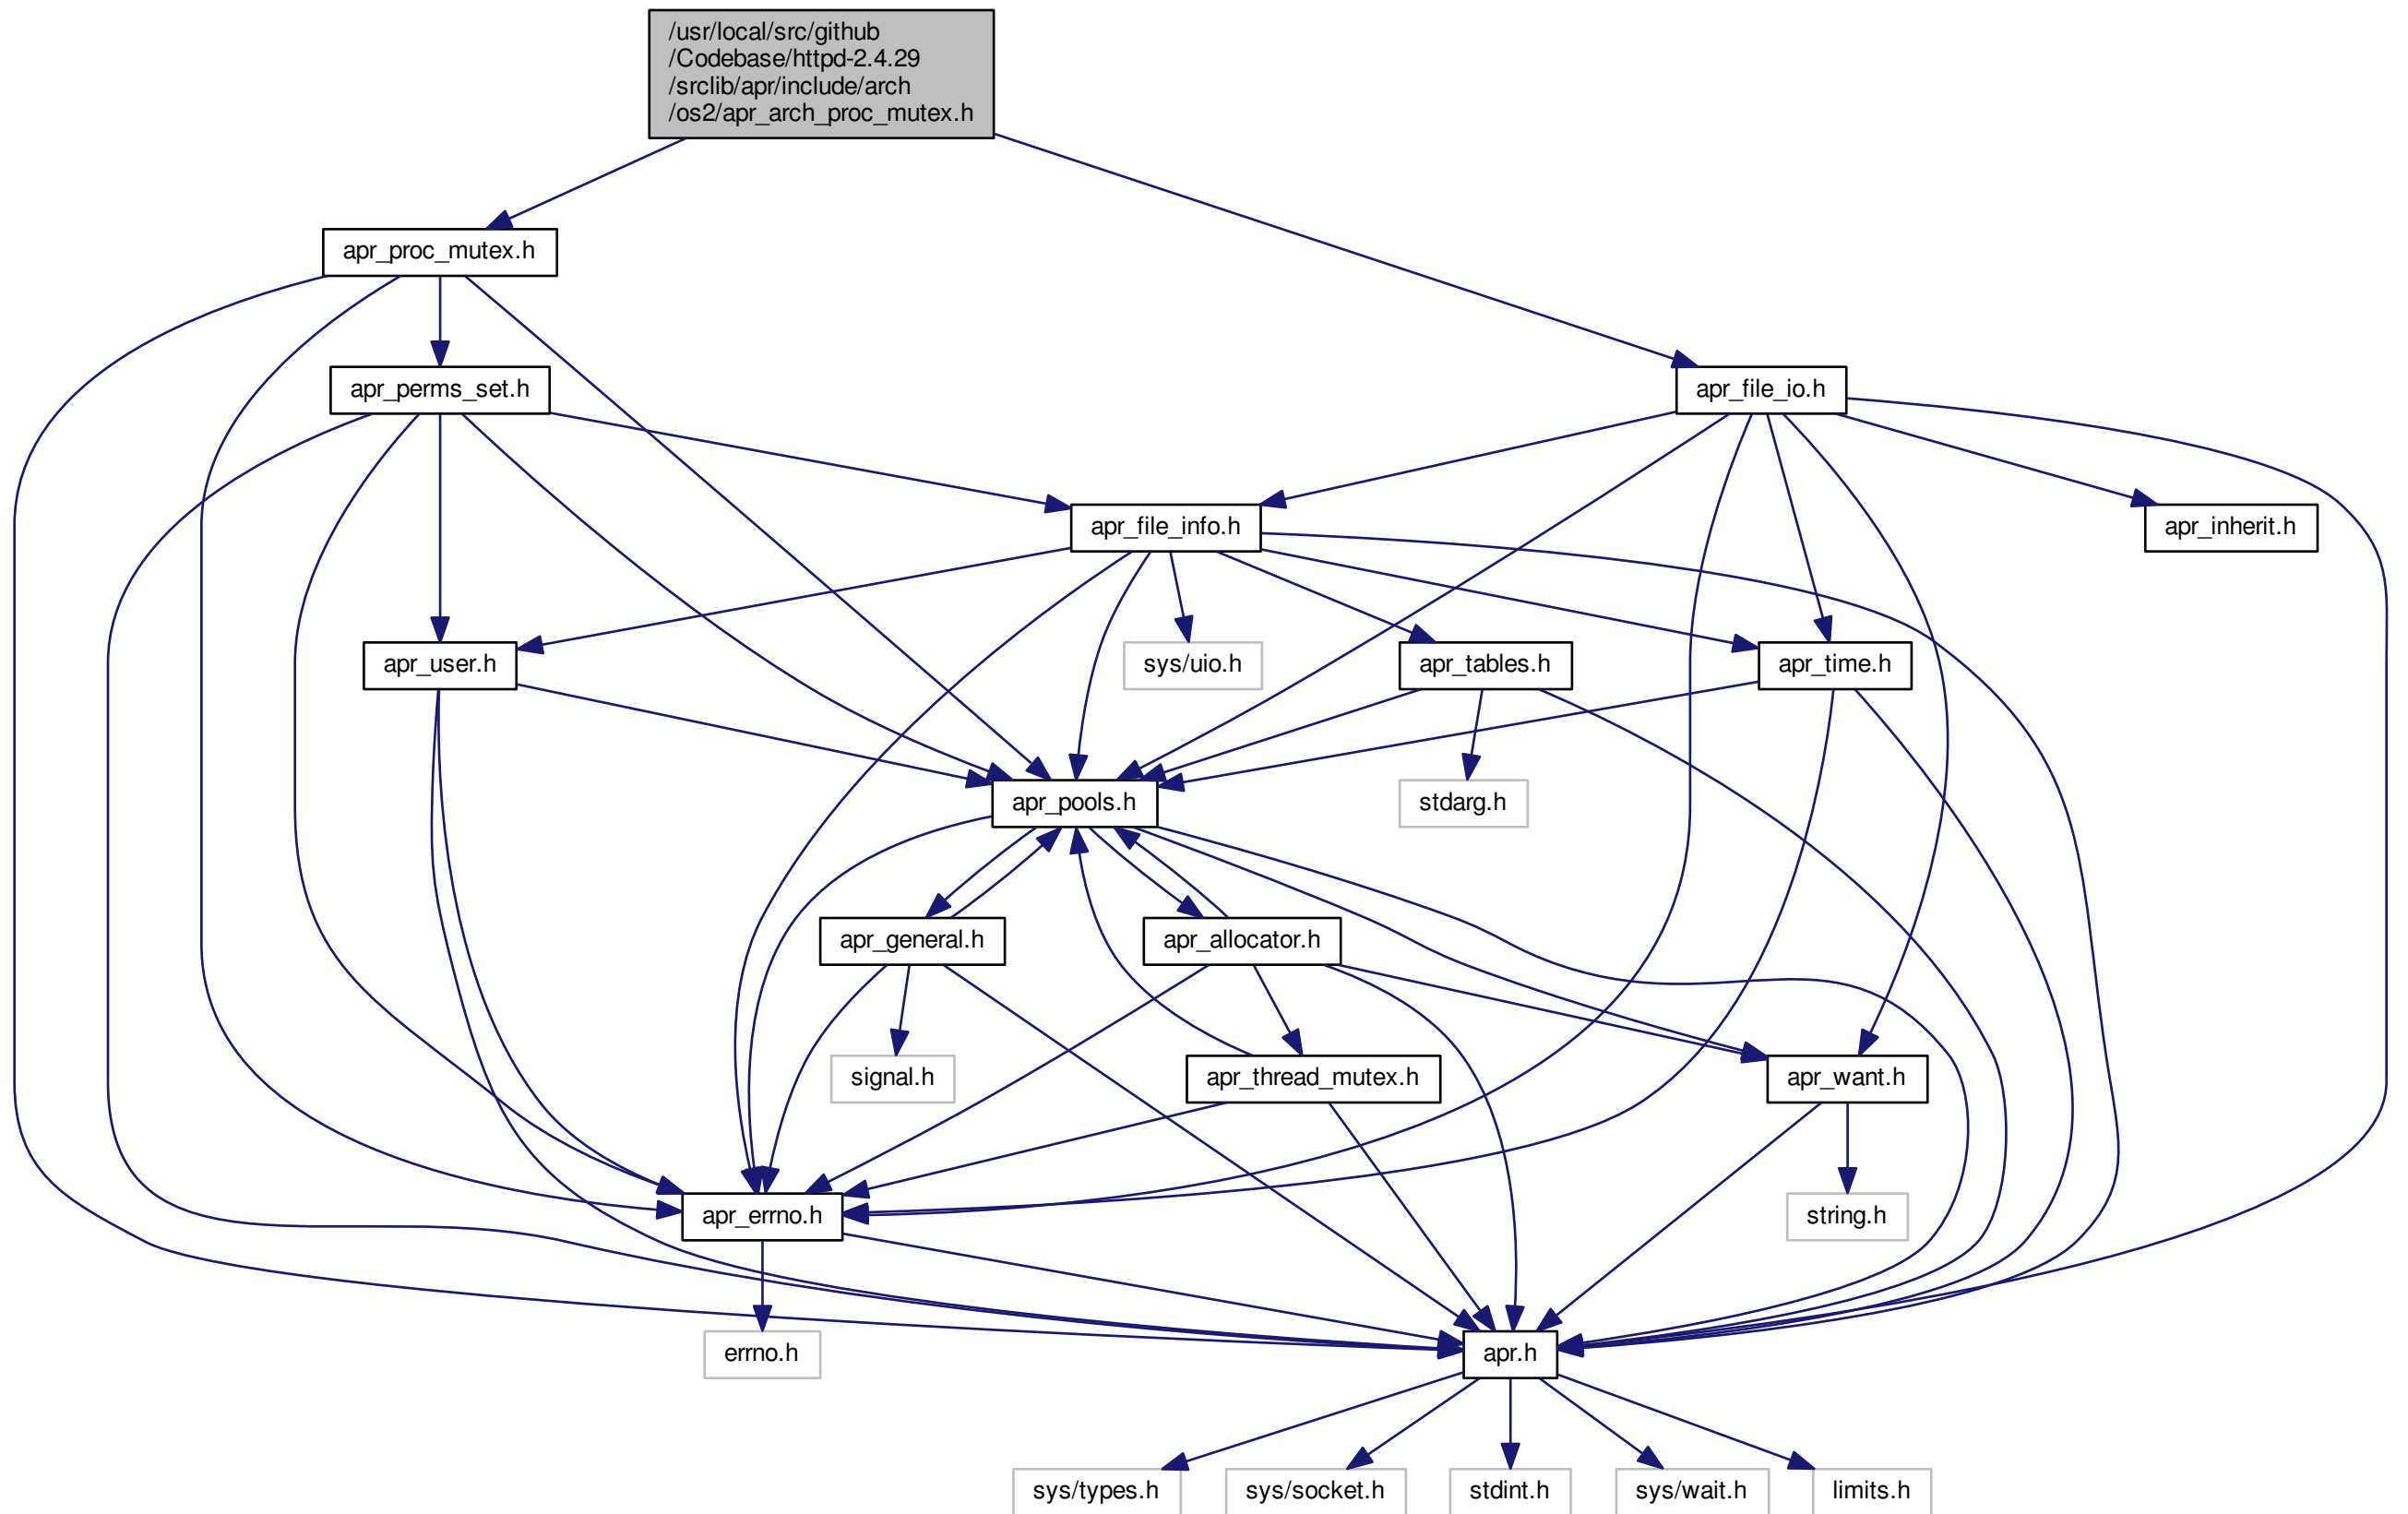 /usr/local/src/github
/Codebase/httpd-2.4.29
/srclib/apr/include/arch
/os2/apr_arch_proc_mutex.h
apr_proc_mutex.h
apr_perms_set.h
apr_file_io.h
apr_file_info.h
apr_inherit.h
apr_user.h
sys/uio.h
apr_tables.h
apr_time.h
apr_pools.h
stdarg.h
apr_general.h
apr_allocator.h
signal.h
apr_thread_mutex.h
apr_want.h
apr_errno.h
string.h
errno.h
apr.h
sys/types.h
sys/socket.h
stdint.h
sys/wait.h
limits.h